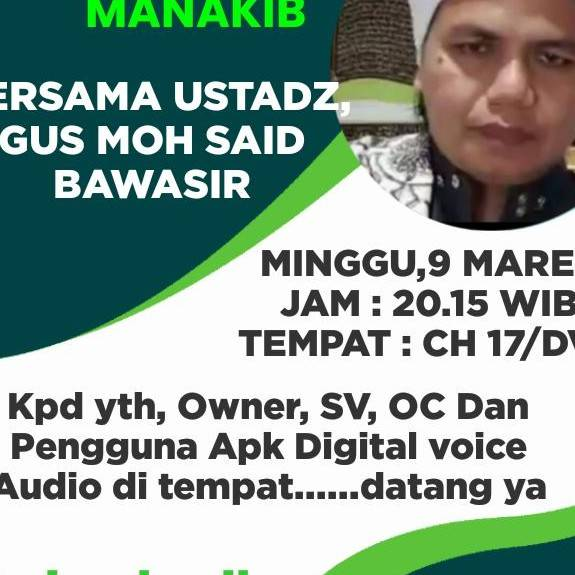 MANAKIB
ERSAMA USTADZ,
GUS MOH SAID
BAWASIR
MINGGU,9 MARE
JAM : 20.15 WIB
TEMPAT : CH 17/DV
Kpd yth, Owner, SV, OC Dan
Pengguna Apk Digital voice
Audio di tempat......datang ya